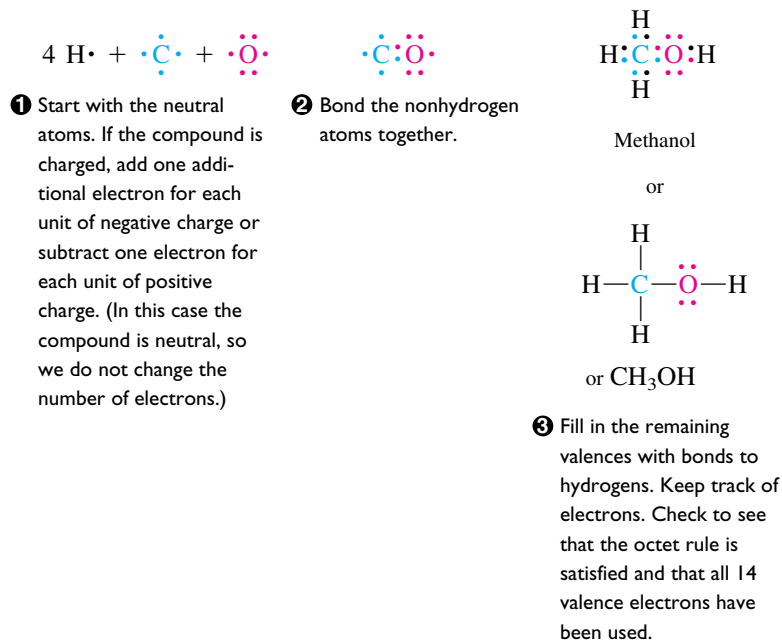 4 H· + ·C· + ·O·
❶ Start with the neutral
atoms. If the compound is
charged, add one addi-
tional electron for each
unit of negative charge or
subtract one electron for
each unit of positive
charge. (In this case the
compound is neutral, so
we do not change the
number of electrons.)
·C:O·
❷ Bond the nonhydrogen
atoms together.
H
H:C:O:H
H
Methanol
or
H
H—C—O—H
H
or CH₃OH
❸ Fill in the remaining
valences with bonds to
hydrogens. Keep track of
electrons. Check to see
that the octet rule is
satisfied and that all 14
valence electrons have
been used.